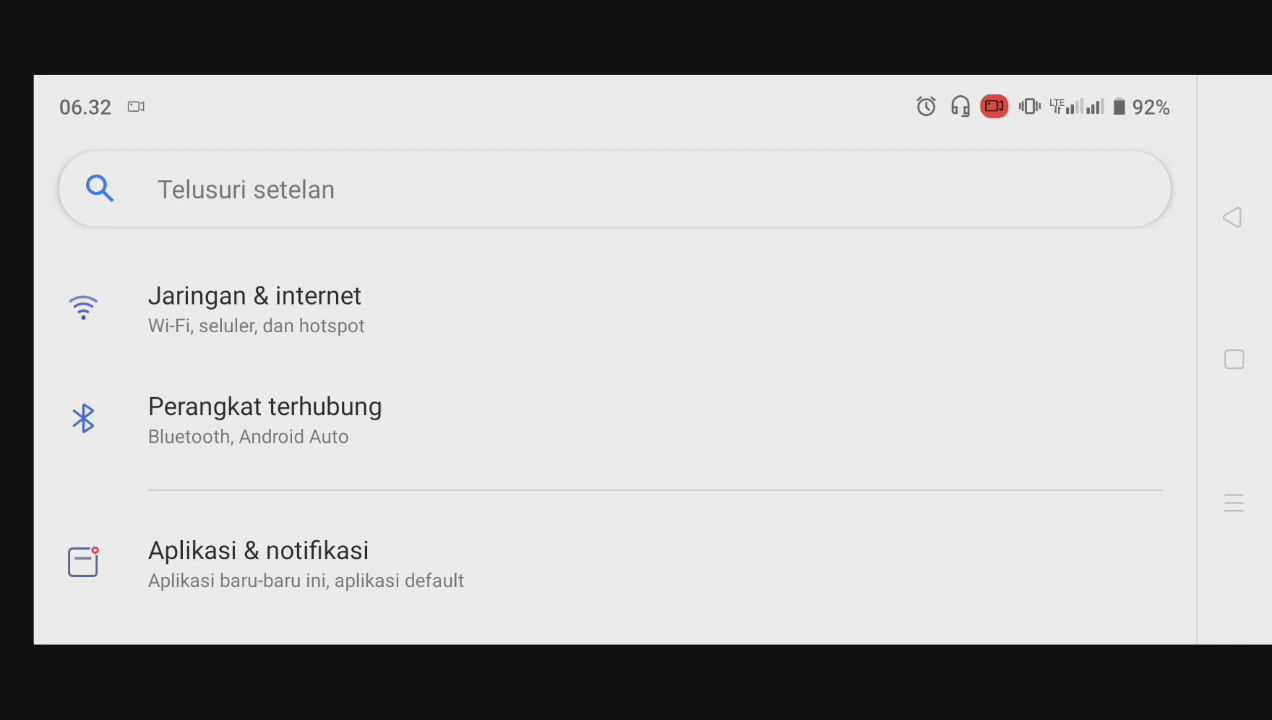 06.32
LTE
92%
Telusuri setelan
Jaringan & internet
Wi-Fi, seluler, dan hotspot
Perangkat terhubung
Bluetooth, Android Auto
Aplikasi & notifikasi
Aplikasi baru-baru ini, aplikasi default